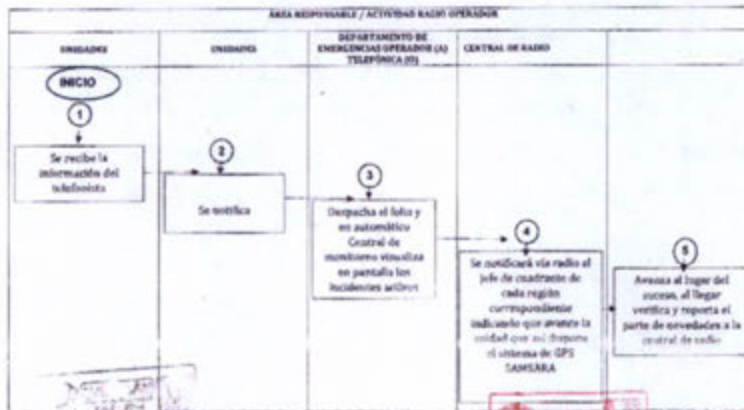 ÁREA RESPONSABLE / ACTIVIDAD RADIO OPERADOR
UNIDADES
UNIDADES
DEPARTAMENTO DE
EMERGENCIAS OPERADOR (A)
TELEFÓNICA (O)
CENTRAL DE RADIO
INICIO
1
Se recibe la
información del
telefonista
2
Se notifica
3
Despacha el folio y
en automático
Central de
monitoreo visualiza
en pantalla los
incidentes activos
4
Se notificará vía radio al
jefe de cuadrante de
cada región
correspondiente
indicando que avance la
unidad que así disponga
el sistema de GPS
SAMSARA
5
Avanza al lugar del
suceso, al llegar
verifica y reporta el
parte de novedades a la
central de radio